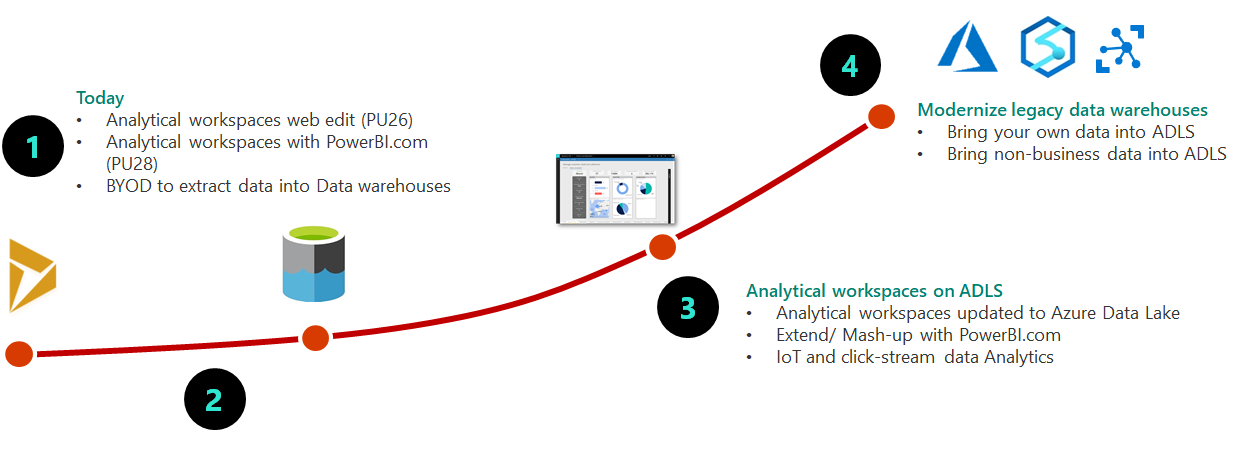 1
Today
• Analytical workspaces web edit (PU26)
• Analytical workspaces with PowerBI.com
(PU28)
• BYOD to extract data into Data warehouses
2
3
Analytical workspaces on ADLS
• Analytical workspaces updated to Azure Data Lake
• Extend/ Mash-up with PowerBI.com
• IoT and click-stream data Analytics
4
Modernize legacy data warehouses
• Bring your own data into ADLS
• Bring non-business data into ADLS